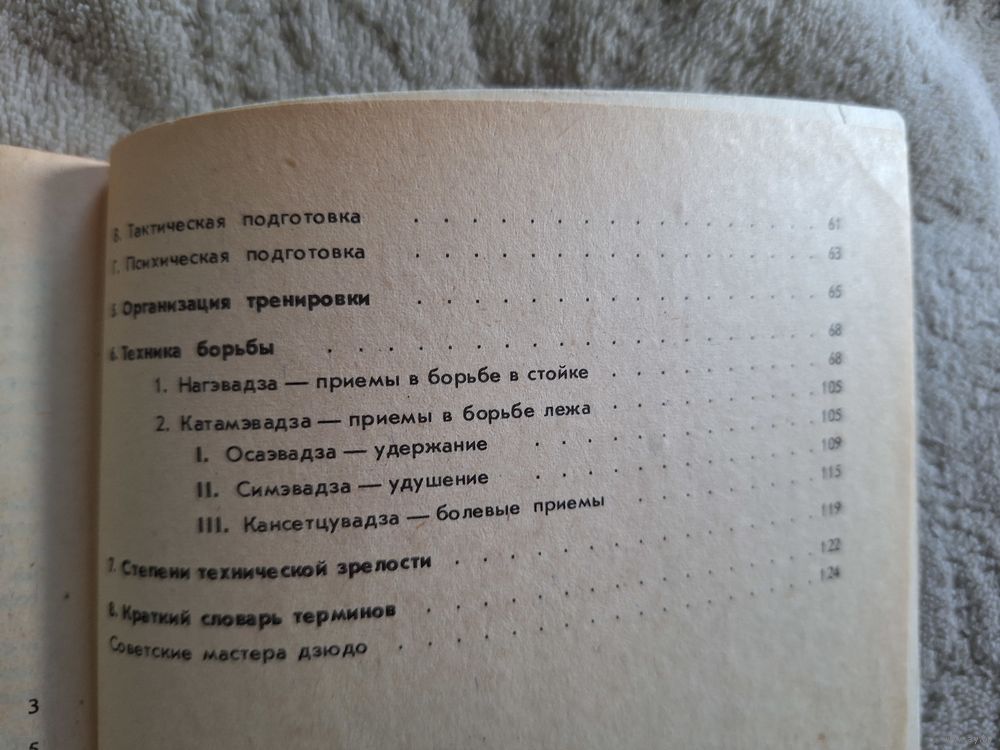 В. Тактическая подготовка . . . . . . . . . . . . . . . 61
Г. Психическая подготовка . . . . . . . . . . . . . . . 63
5. Организация тренировки . . . . . . . . . . . . . . . 65
6. Техника борьбы . . . . . . . . . . . . . . . . . . 68
1. Нагэвадза — приемы в борьбе в стойке . . . . . . . . 68
2. Катамэвадза — приемы в борьбе лежа . . . . . . . . 105
I. Осаэвадза — удержание . . . . . . . . . . . 105
II. Симэвадза — удушение . . . . . . . . . . . 109
III. Кансетцувадза — болевые приемы . . . . . . . 115
7. Степени технической зрелости . . . . . . . . . . . . . 119
8. Краткий словарь терминов . . . . . . . . . . . . . . 122
Советские мастера дзюдо . . . . . . . . . . . . . . . 124
3